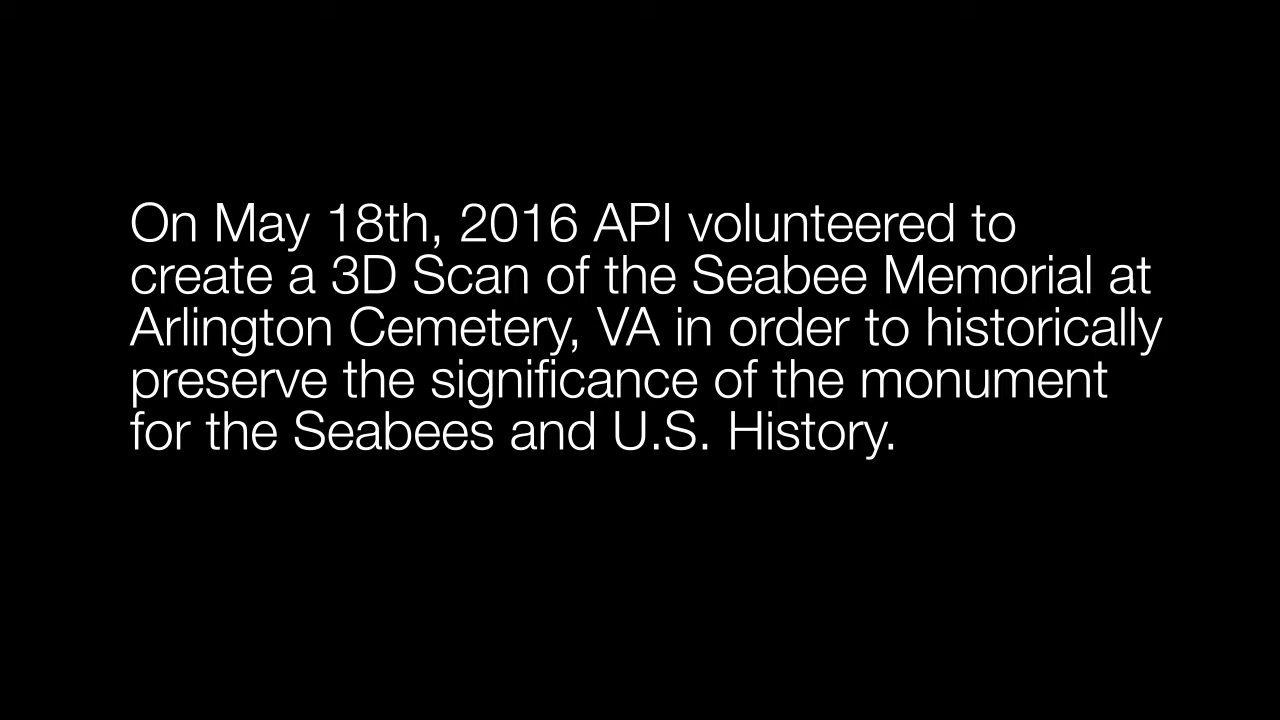 On May 18th, 2016 API volunteered to
create a 3D Scan of the Seabee Memorial at
Arlington Cemetery, VA in order to historically
preserve the significance of the monument
for the Seabees and U.S. History.